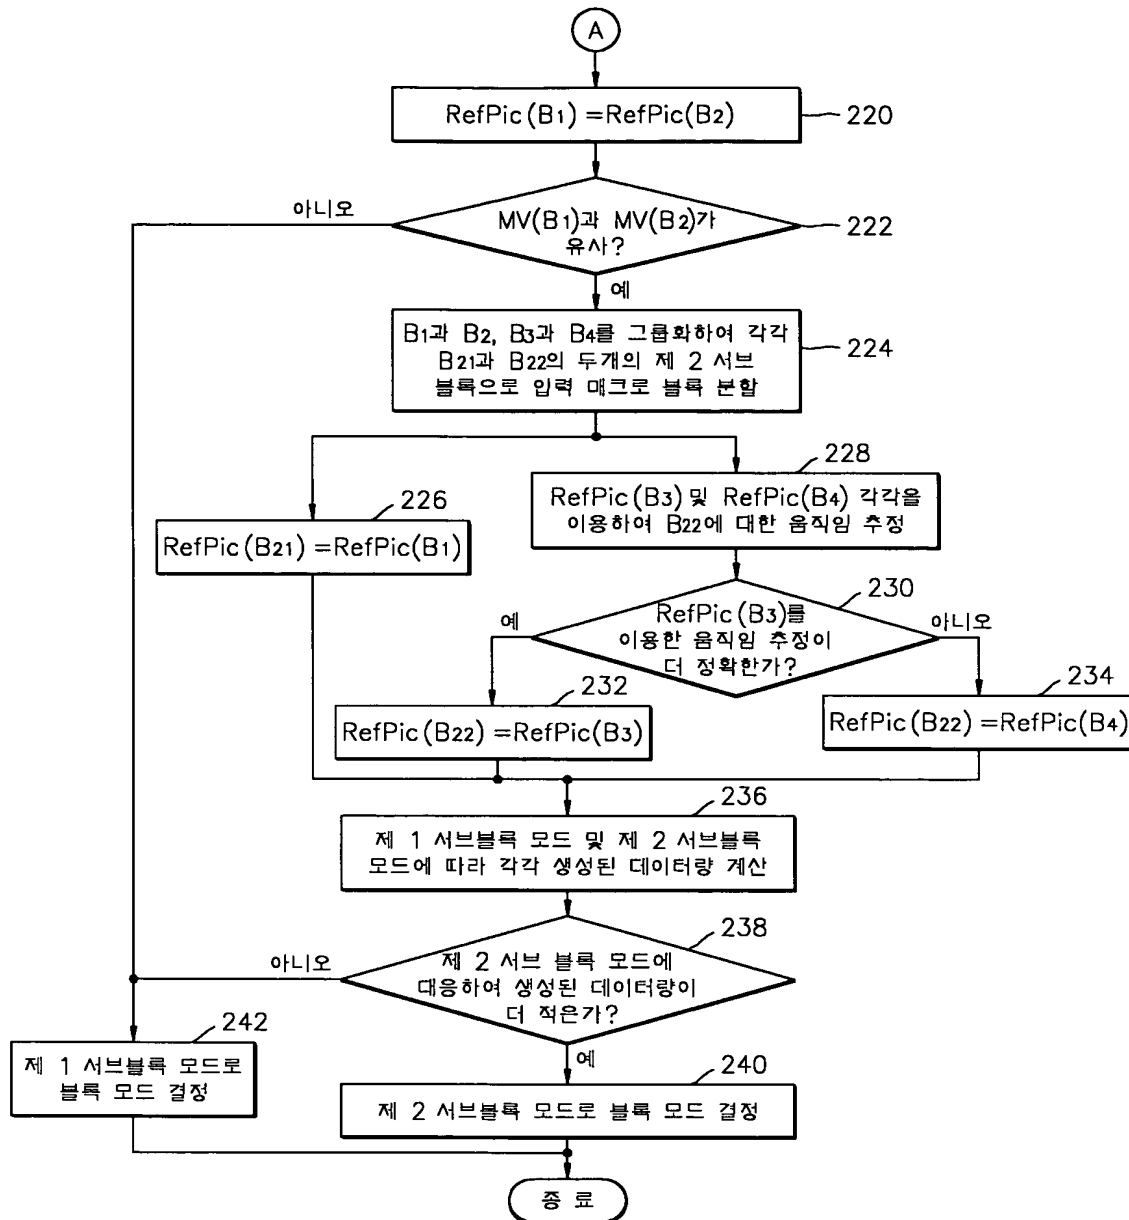 A
RefPic(B1)=RefPic(B2)
220
아니오
MV(B1)과 MV(B2)가
유사?
222
예
B1과 B2, B3과 B4를 그룹화하여 각각
B21과 B22의 두개의 제 2 서브
블록으로 입력 매크로 블록 분할
224
228
RefPic(B3) 및 RefPic(B4) 각각을
이용하여 B22에 대한 움직임 추정
226
RefPic(B21)=RefPic(B1)
230
예
RefPic(B3)를
이용한 움직임 추정이
더 정확한가?
아니오
232
RefPic(B22)=RefPic(B3)
234
RefPic(B22)=RefPic(B4)
236
제 1 서브블록 모드 및 제 2 서브블록
모드에 따라 각각 생성된 데이터량 계산
238
아니오
제 2 서브 블록 모드에
대응하여 생성된 데이터량이
더 적은가?
242
제 1 서브블록 모드로
블록 모드 결정
예
240
제 2 서브블록 모드로 블록 모드 결정
종 료